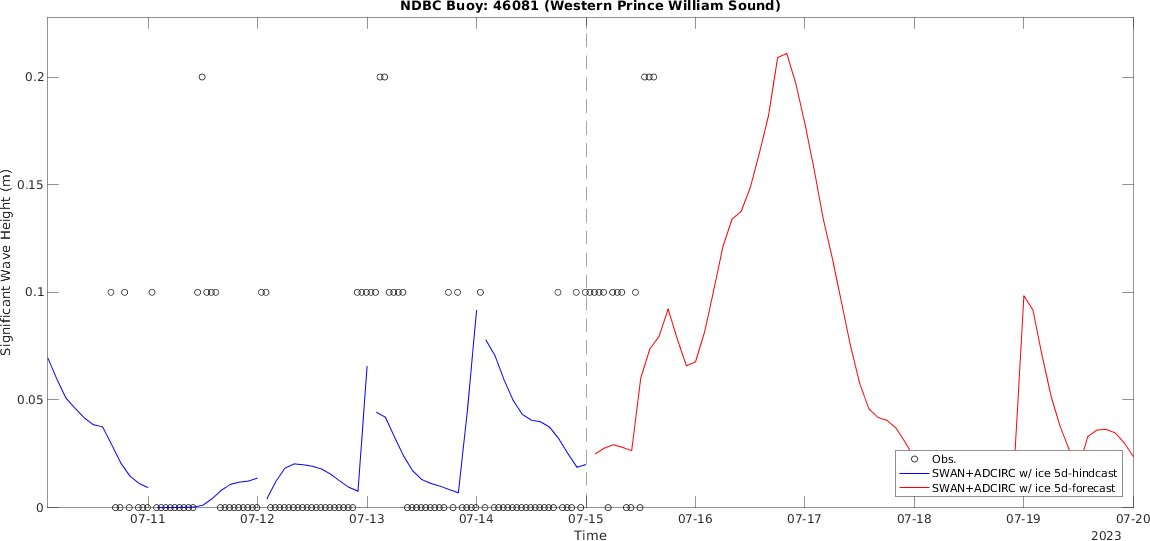 NDBC Buoy: 46081 (Western Prince William Sound)
Significant Wave Height (m)
0.2
0.15
0.1
0.05
0
Obs.
SWAN+ADCIRC w/ ice 5d-hindcast
SWAN+ADCIRC w/ ice 5d-forecast
07-11 07-12 07-13 07-14 07-15 07-16 07-17 07-18 07-19 07-20
Time
2023